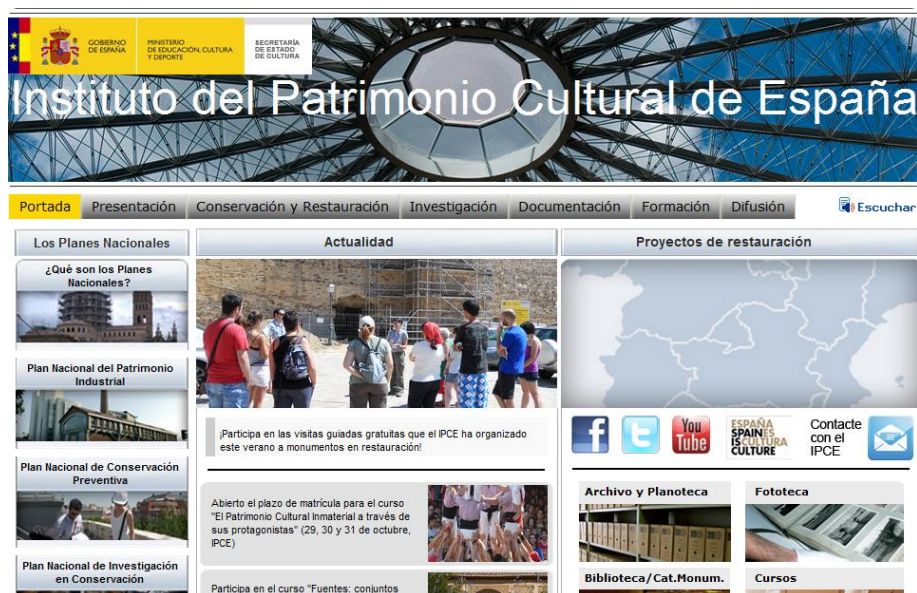 GOBIERNO
DE ESPAÑA
MINISTERIO
DE EDUCACIÓN, CULTURA
Y DEPORTE
SECRETARÍA
DE ESTADO
DE CULTURA
Instituto del Patrimonio Cultural de España
Portada Presentación Conservación y Restauración Investigación Documentación Formación Difusión Escuchar
Los Planes Nacionales
¿Qué son los Planes
Nacionales?
Plan Nacional del Patrimonio
Industrial
Plan Nacional de Conservación
Preventiva
Plan Nacional de Investigación
en Conservación
Actualidad
¡Participa en las visitas guiadas gratuitas que el IPCE ha organizado
este verano a monumentos en restauración!
Abierto el plazo de matrícula para el curso
"El Patrimonio Cultural Inmaterial a través de
sus protagonistas" (29, 30 y 31 de octubre,
IPCE)
Participa en el curso "Fuentes: conjuntos
Proyectos de restauración
f
t
You
Tube
ESPAÑA
SPAIN ES
IS CULTURA
CULTURE
Contacte
con el
IPCE
Archivo y Planoteca
Fototeca
Biblioteca/Cat.Monum.
Cursos